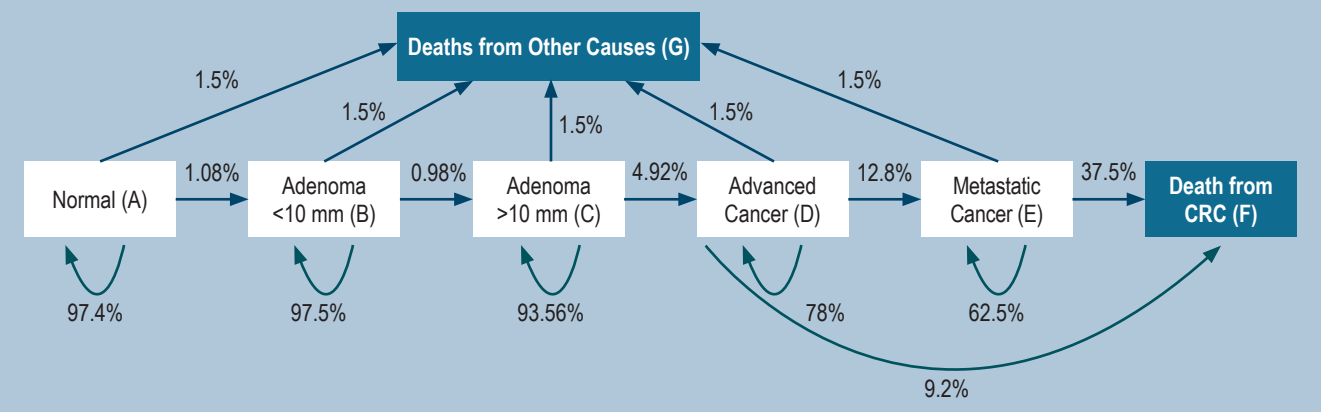 Deaths from Other Causes (G)
1.5%
1.5%
1.5%
1.5%
1.5%
Normal (A)
1.08%
Adenoma
<10 mm (B)
0.98%
Adenoma
>10 mm (C)
4.92%
Advanced
Cancer (D)
12.8%
Metastatic
Cancer (E)
37.5%
Death from
CRC (F)
97.4%
97.5%
93.56%
78%
62.5%
9.2%